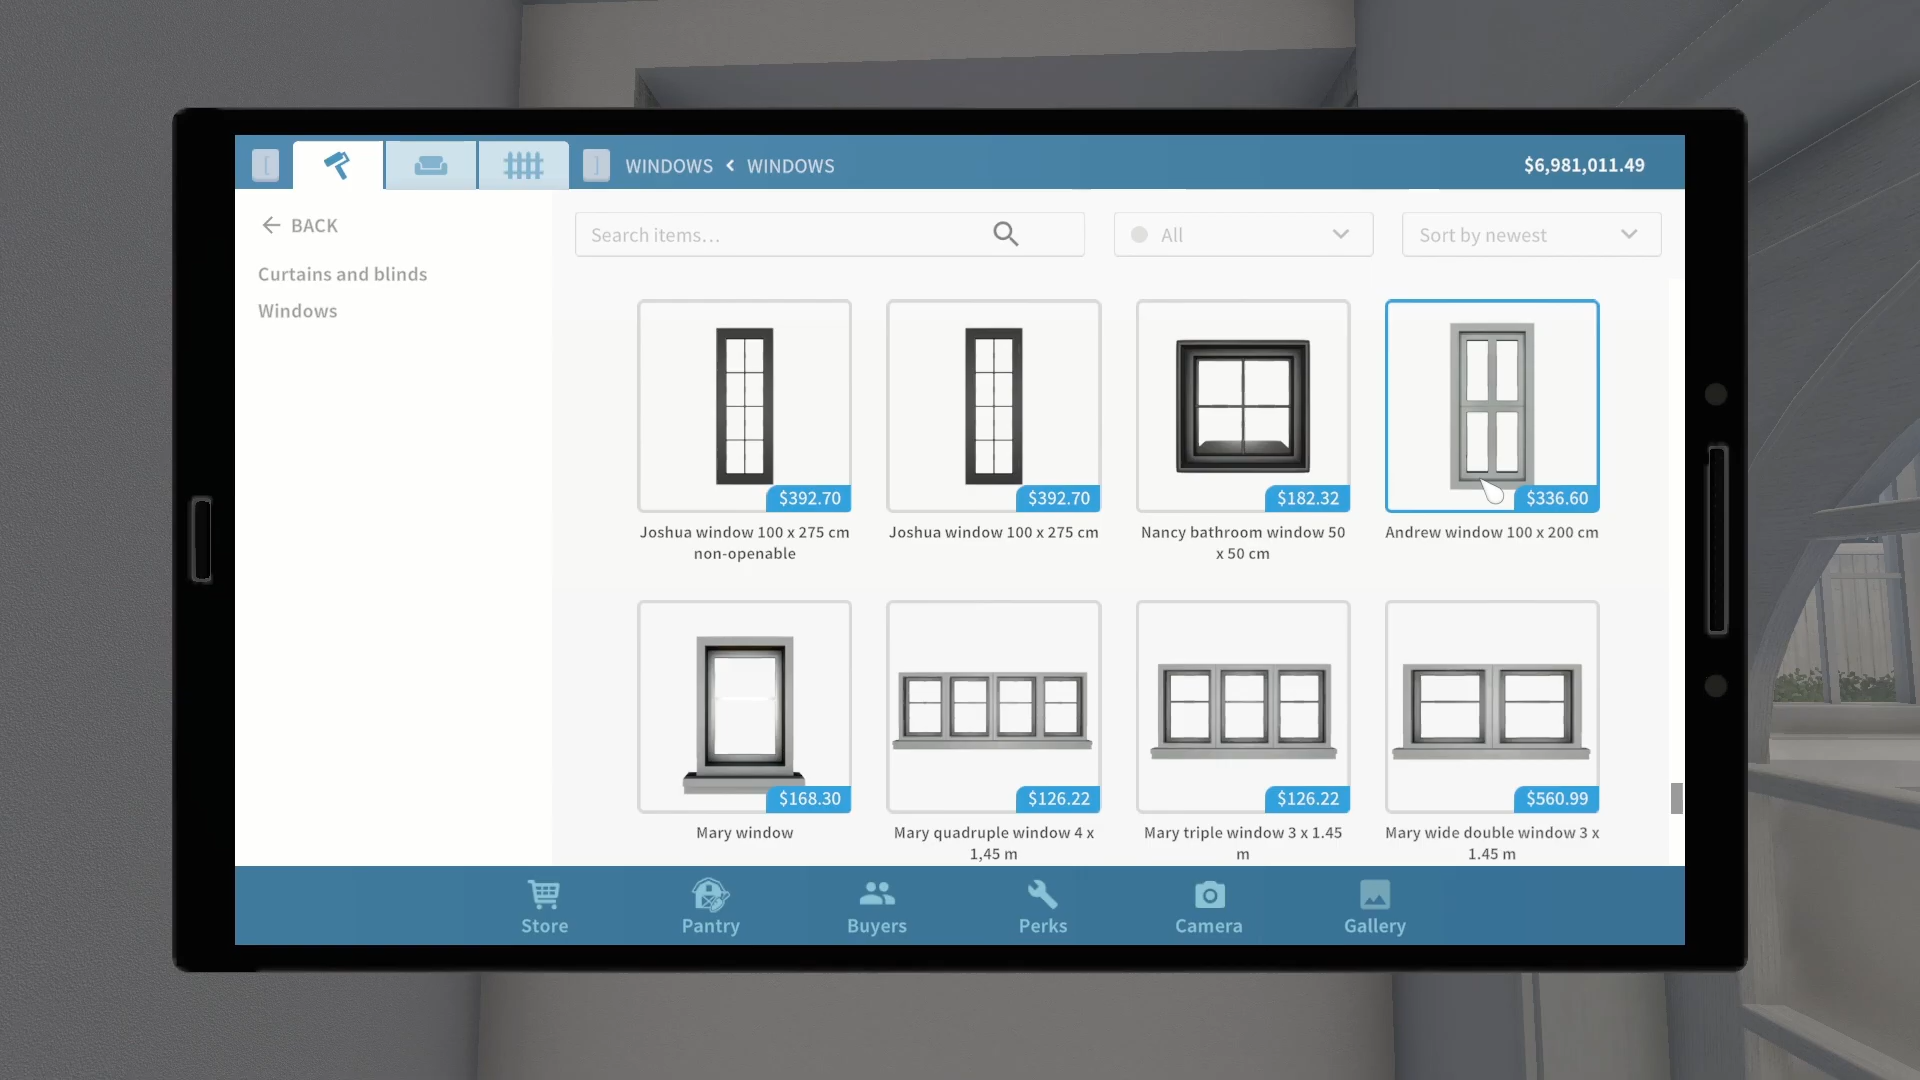 [
]
WINDOWS < WINDOWS
$6,981,011.49
BACK
Curtains and blinds
Windows
Search items...
All
Sort by newest
$392.70
$392.70
$182.32
$336.60
Joshua window 100 x 275 cm
non-openable
Joshua window 100 x 275 cm
Nancy bathroom window 50
x 50 cm
Andrew window 100 x 200 cm
$168.30
$126.22
$126.22
$560.99
Mary window
Mary quadruple window 4 x
1,45 m
Mary triple window 3 x 1.45
m
Mary wide double window 3 x
1.45 m
Store
Pantry
Buyers
Perks
Camera
Gallery